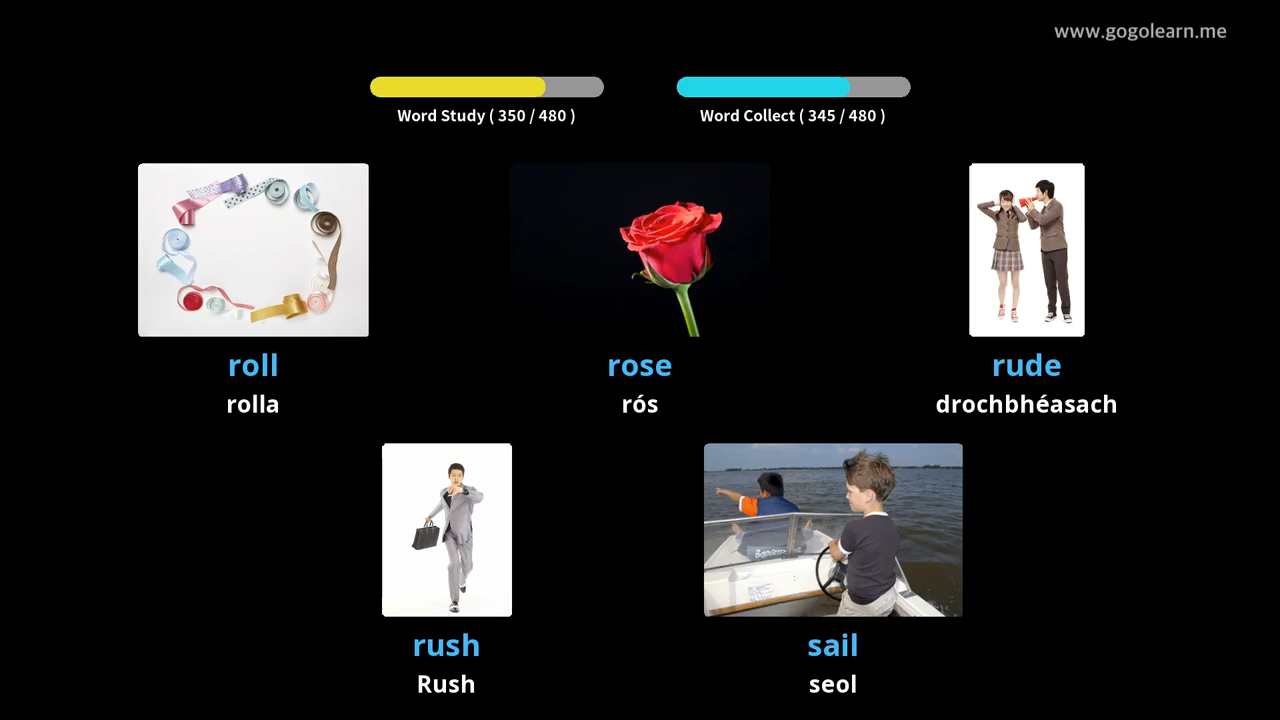 www.gogolearn.me
Word Study ( 350 / 480 )
Word Collect ( 345 / 480 )
roll
rolla
rose
rós
rude
drochbhéasach
rush
Rush
sail
seol